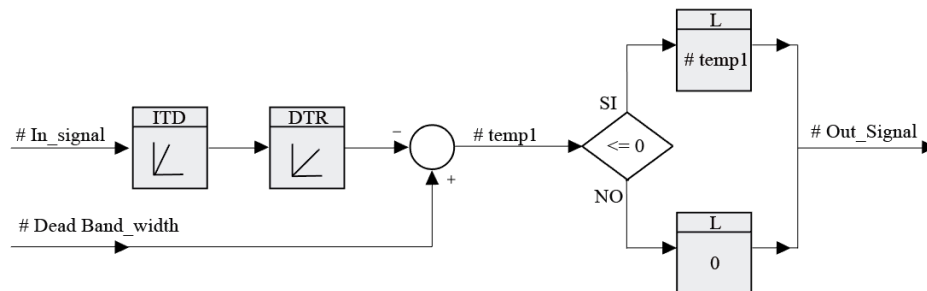 L
# temp1
SI
ITD
DTR
# In_signal
−
# temp1
<= 0
# Out_Signal
+
NO
# Dead Band_width
L
0